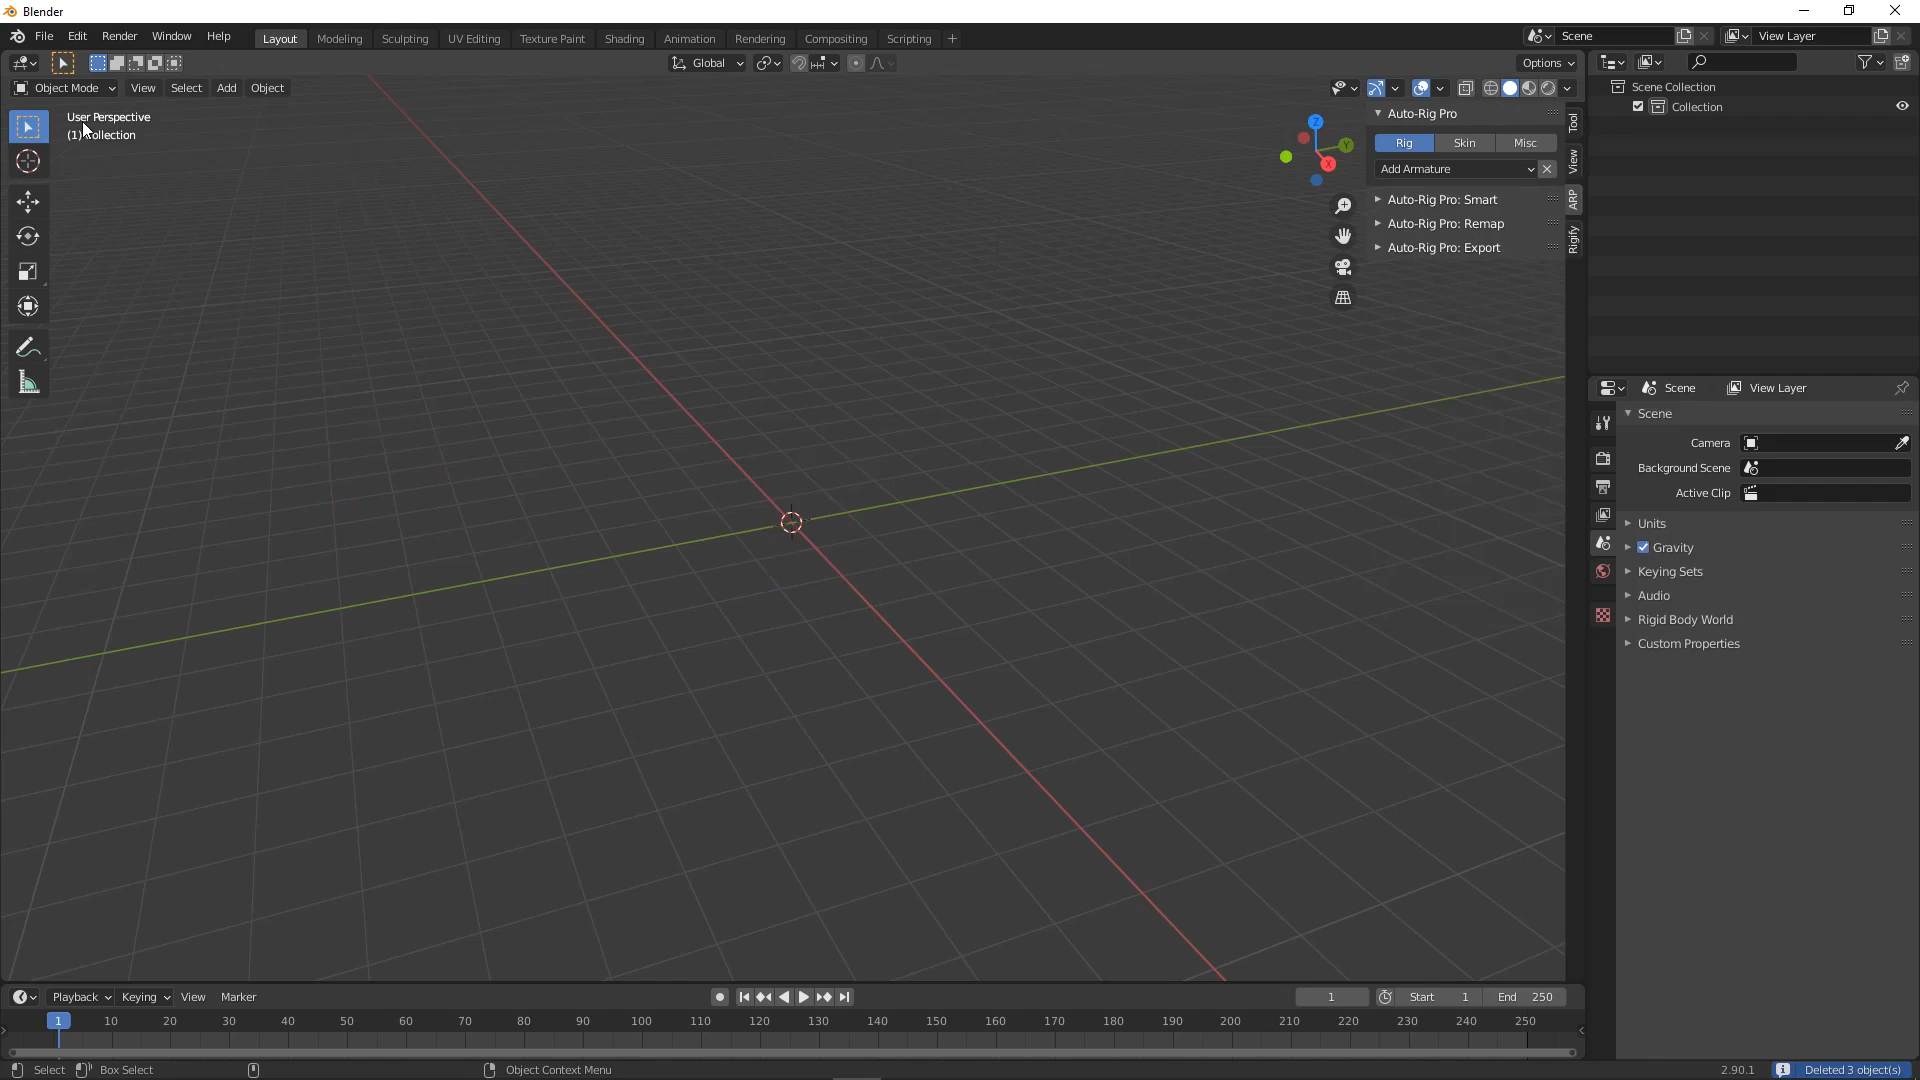 Blender
File Edit Render Window Help Layout Modeling Sculpting UV Editing Texture Paint Shading Animation Rendering Compositing Scripting + Scene View Layer
Global Options
Object Mode View Select Add Object
Scene Collection
Collection
User Perspective
(1) Collection
Auto-Rig Pro
Rig Skin Misc
Add Armature
Auto-Rig Pro: Smart
Auto-Rig Pro: Remap
Auto-Rig Pro: Export
Tool
View
ARP
Rigify
Z
Y
X
Scene View Layer
Scene
Camera
Background Scene
Active Clip
Units
Gravity
Keying Sets
Audio
Rigid Body World
Custom Properties
Playback Keying View Marker 1 Start 1 End 250
1 10 20 30 40 50 60 70 80 90 100 110 120 130 140 150 160 170 180 190 200 210 220 230 240 250
Select Box Select Object Context Menu 2.90.1 Deleted 3 object(s)